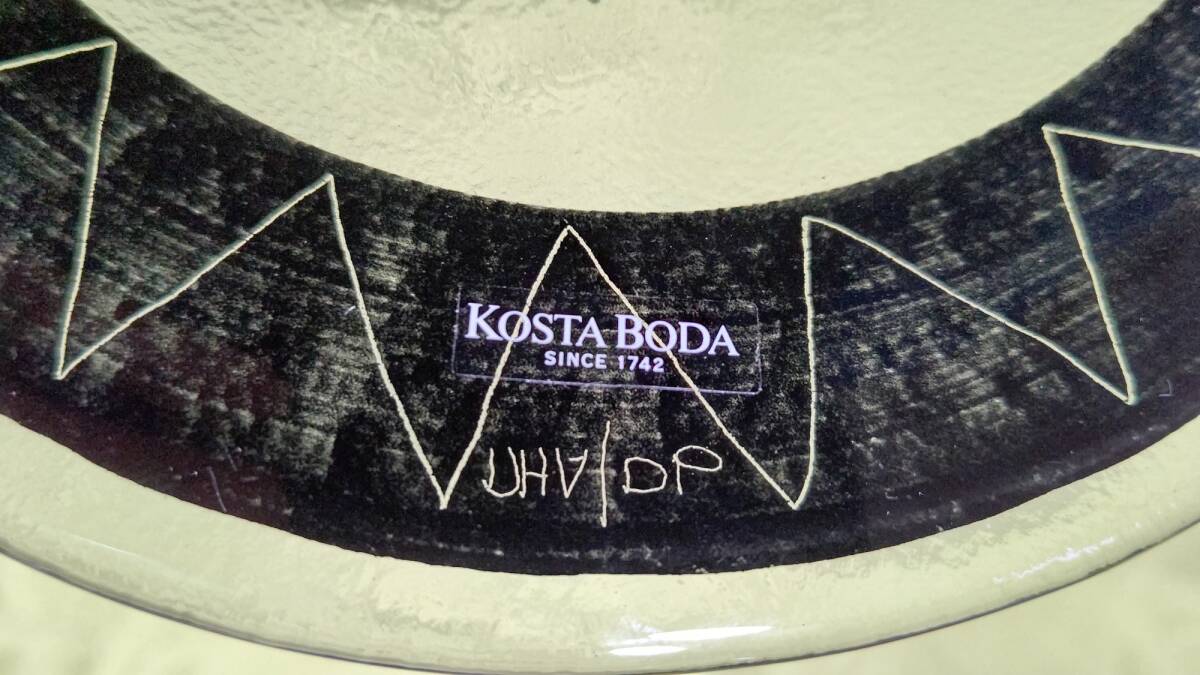 KOSTA BODA
SINCE 1742
UHV/DP